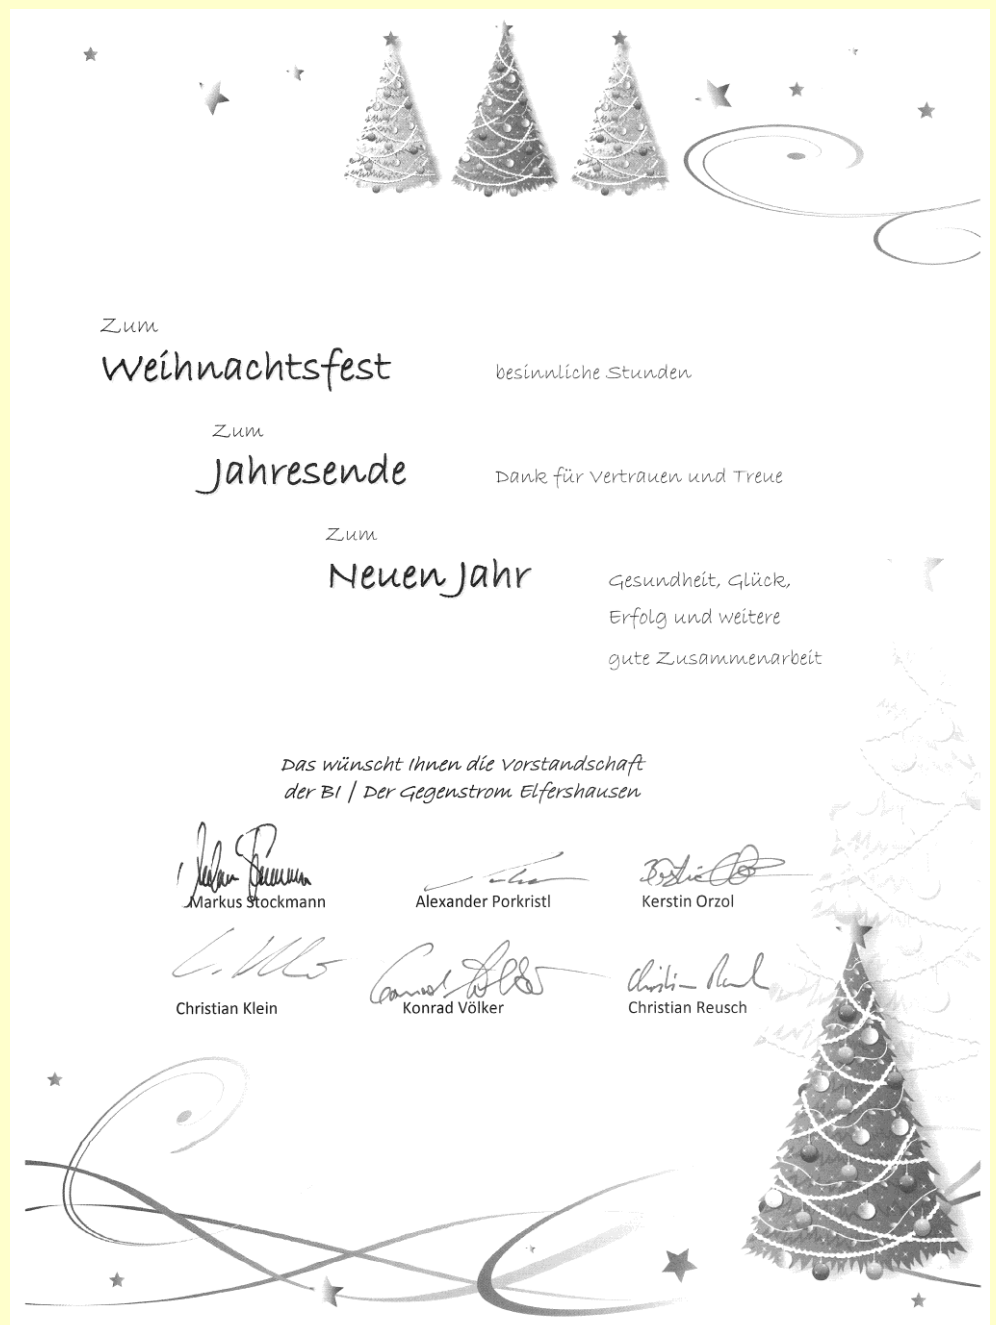 Zum
Weihnachtsfest besinnliche Stunden
Zum
Jahresende Dank für Vertrauen und Treue
Zum
Neuen Jahr Gesundheit, Glück,
Erfolg und weitere
gute Zusammenarbeit
Das wünscht Ihnen die Vorstandschaft
der BI / Der Gegenstrom Elfershausen
Markus Stockmann Alexander Porkristl Kerstin Orzol
Christian Klein Konrad Völker Christian Reusch